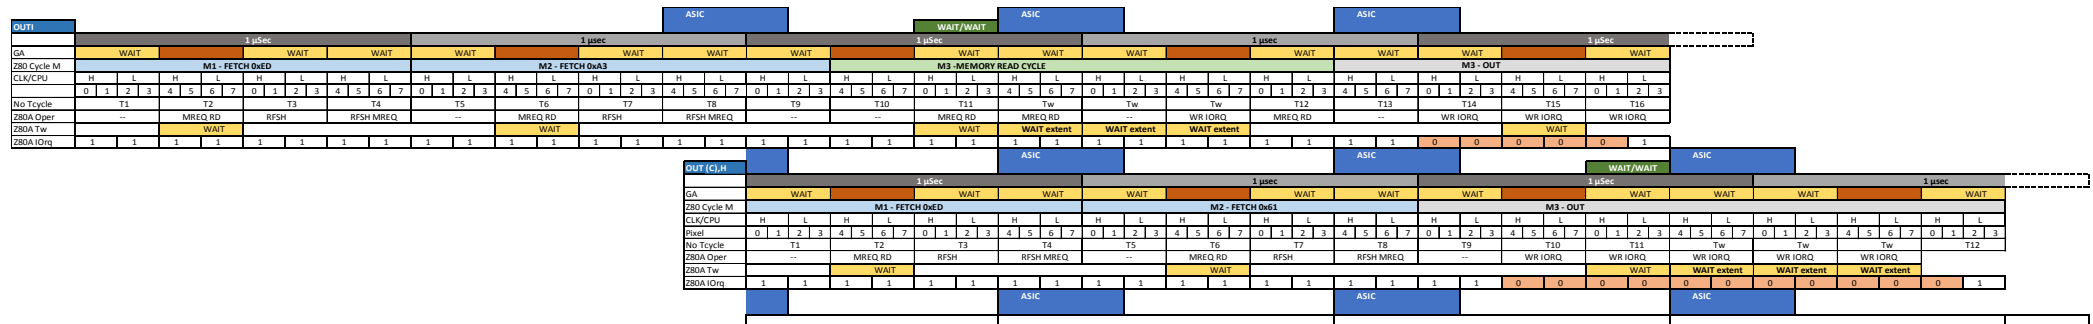 ASIC ASIC ASIC
OUTI WAIT/WAIT
1 µSec 1 µsec 1 µSec 1 µsec 1 µSec
GA WAIT WAIT WAIT WAIT WAIT WAIT WAIT WAIT WAIT WAIT WAIT WAIT WAIT WAIT
Z80 Cycle M M1 - FETCH 0xED M2 - FETCH 0xA3 M3 -MEMORY READ CYCLE M3 - OUT
CLK/CPU H L H L H L H L H L H L H L H L H L H L H L H L H L H L H L H L H L H L H L
0 1 2 3 4 5 6 7 0 1 2 3 4 5 6 7 0 1 2 3 4 5 6 7 0 1 2 3 4 5 6 7 0 1 2 3 4 5 6 7 0 1 2 3 4 5 6 7 0 1 2 3 4 5 6 7 0 1 2 3 4 5 6 7 0 1 2 3 4 5 6 7 0 1 2 3
No Tcycle T1 T2 T3 T4 T5 T6 T7 T8 T9 T10 T11 Tw Tw Tw T12 T13 T14 T15 T16
Z80A Oper -- MREQ RD RFSH RFSH MREQ -- MREQ RD RFSH RFSH MREQ -- -- MREQ RD MREQ RD -- WR IORQ MREQ RD -- WR IORQ WR IORQ WR IORQ
Z80A Tw WAIT WAIT WAIT WAIT extent WAIT extent WAIT extent WAIT
Z80A IOrq 1 1 1 1 1 1 1 1 1 1 1 1 1 1 1 1 1 1 1 1 1 1 1 1 1 1 1 1 1 1 1 1 0 0 0 0 0 1
ASIC ASIC ASIC
OUT (C),H WAIT/WAIT
1 µSec 1 µsec 1 µSec 1 µsec
GA WAIT WAIT WAIT WAIT WAIT WAIT WAIT WAIT WAIT WAIT WAIT
Z80 Cycle M M1 - FETCH 0xED M2 - FETCH 0x61 M3 - OUT
CLK/CPU H L H L H L H L H L H L H L H L H L H L H L H L H L H L H L
Pixel 0 1 2 3 4 5 6 7 0 1 2 3 4 5 6 7 0 1 2 3 4 5 6 7 0 1 2 3 4 5 6 7 0 1 2 3 4 5 6 7 0 1 2 3 4 5 6 7 0 1 2 3 4 5 6 7 0 1 2 3
No Tcycle T1 T2 T3 T4 T5 T6 T7 T8 T9 T10 T11 Tw Tw Tw T12
Z80A Oper -- MREQ RD RFSH RFSH MREQ -- MREQ RD RFSH RFSH MREQ -- WR IORQ WR IORQ WR IORQ WR IORQ WR IORQ
Z80A Tw WAIT WAIT WAIT WAIT extent WAIT extent WAIT extent
Z80A IOrq 1 1 1 1 1 1 1 1 1 1 1 1 1 1 1 1 1 1 0 0 0 0 0 0 0 0 0 0 0 1
ASIC ASIC ASIC